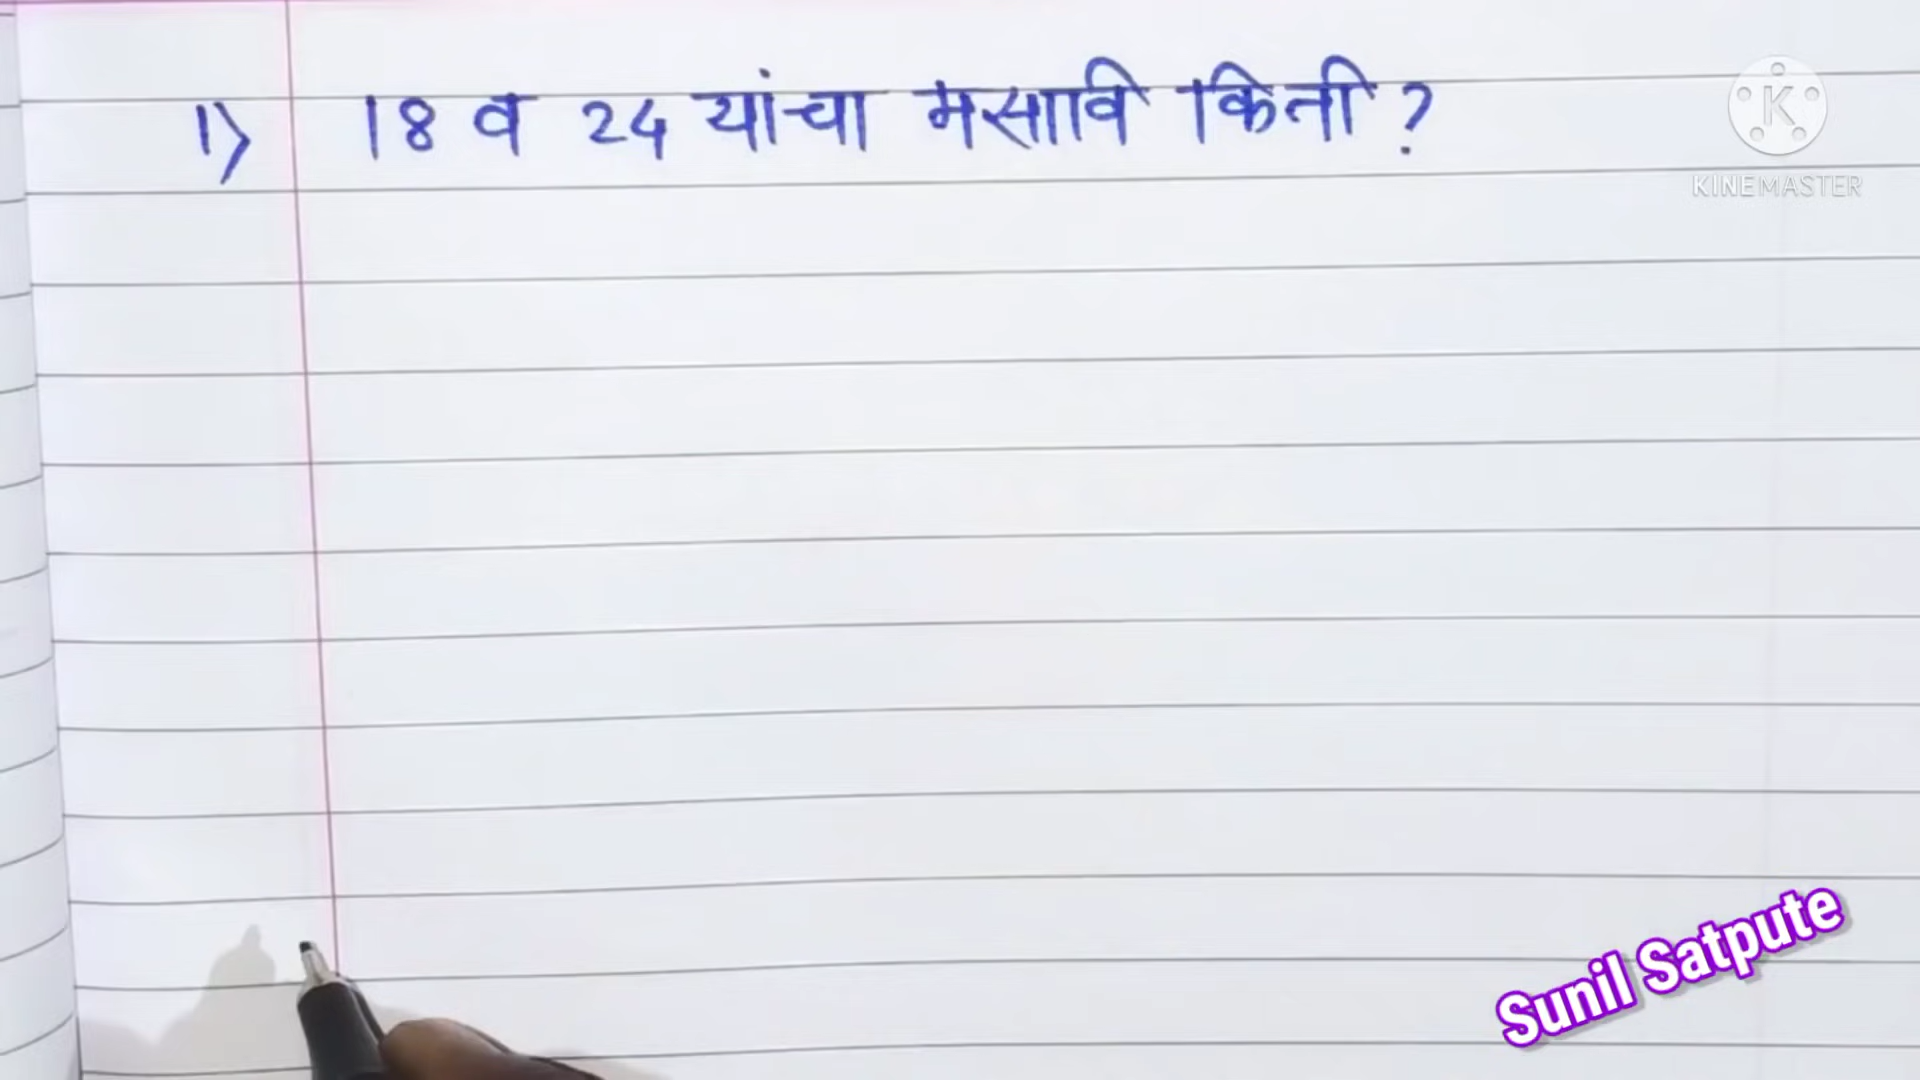 1) 18 व 24 यांचा मसावि किती ?
KINEMASTER
Sunil Satpute